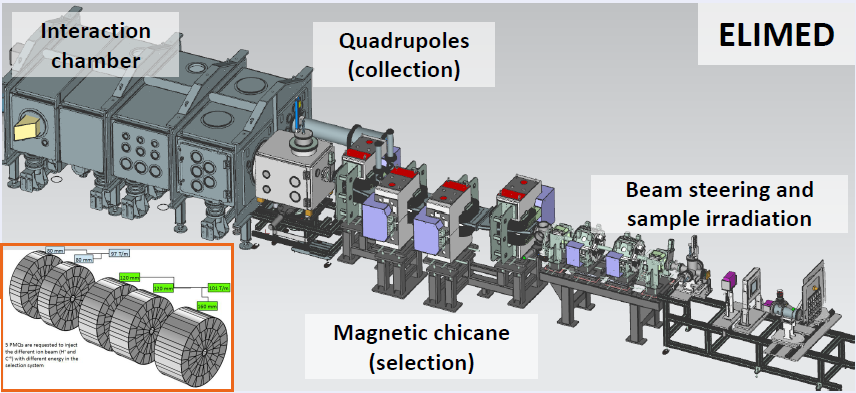 Interaction
chamber
Quadrupoles
(collection)
ELIMED
Beam steering and
sample irradiation
Magnetic chicane
(selection)
80 mm
97 T/m
80 mm
120 mm
120 mm
101 T/m
160 mm
5 PMQs are requested to inject
the different ion beam (H⁺ and
with different energy in the
selection system